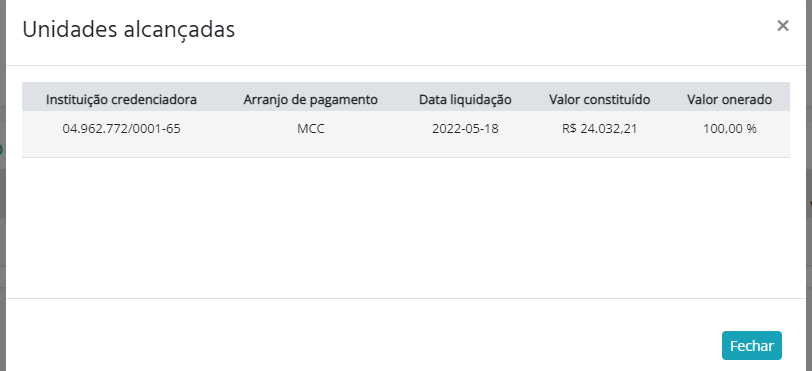 Unidades alcançadas
×
Instituição credenciadora Arranjo de pagamento Data liquidação Valor constituído Valor onerado
04.962.772/0001-65 MCC 2022-05-18 R$ 24.032,21 100,00 %
Fechar